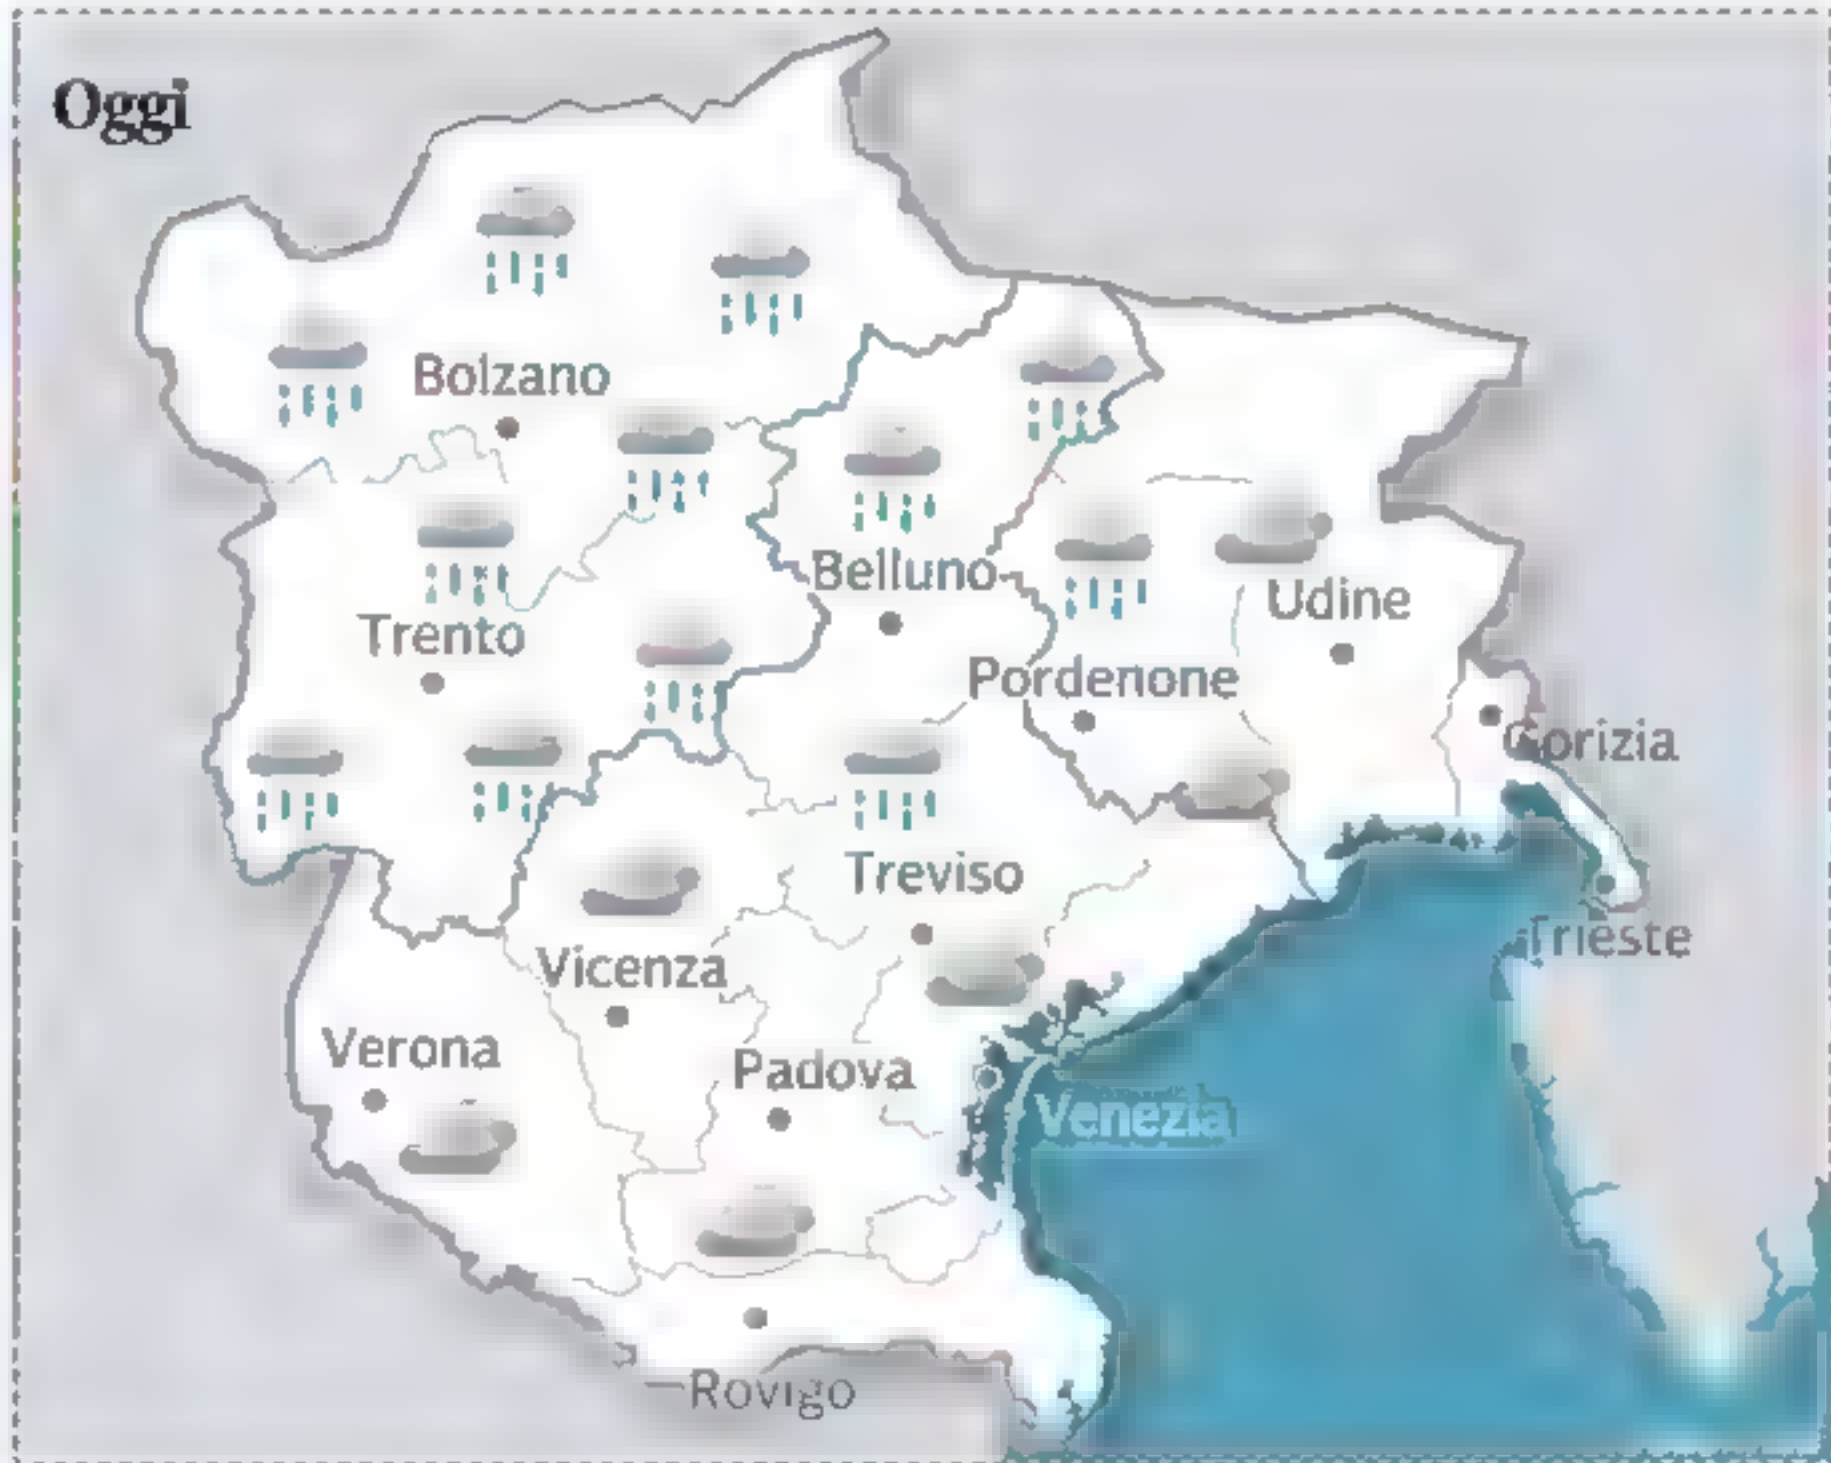 Oggi
Bolzano
Belluno
Udine
Trento
Pordenone
Gorizia
Treviso
Trieste
Vicenza
Verona
Padova
Venezia
Rovigo